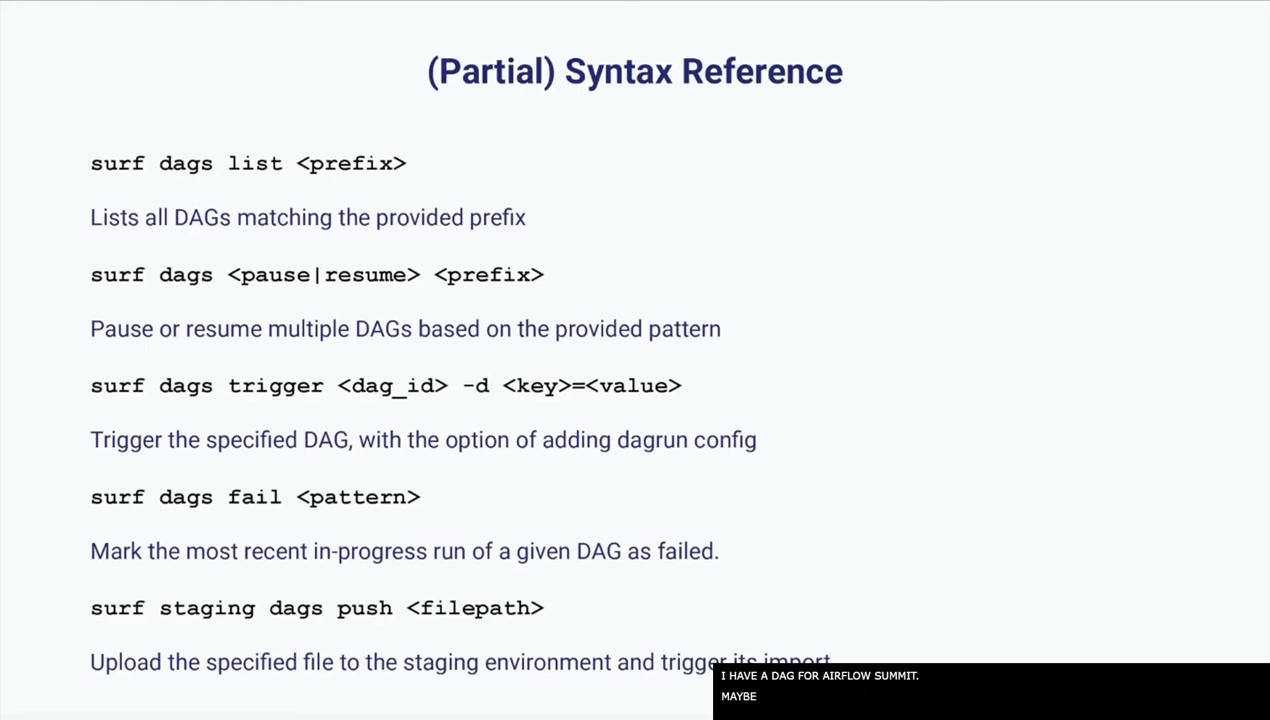 (Partial) Syntax Reference
surf dags list <prefix>
Lists all DAGs matching the provided prefix
surf dags <pause|resume> <prefix>
Pause or resume multiple DAGs based on the provided pattern
surf dags trigger <dag_id> -d <key>=<value>
Trigger the specified DAG, with the option of adding dagrun config
surf dags fail <pattern>
Mark the most recent in-progress run of a given DAG as failed.
surf staging dags push <filepath>
Upload the specified file to the staging environment and trigger its import
I HAVE A DAG FOR AIRFLOW SUMMIT.
MAYBE